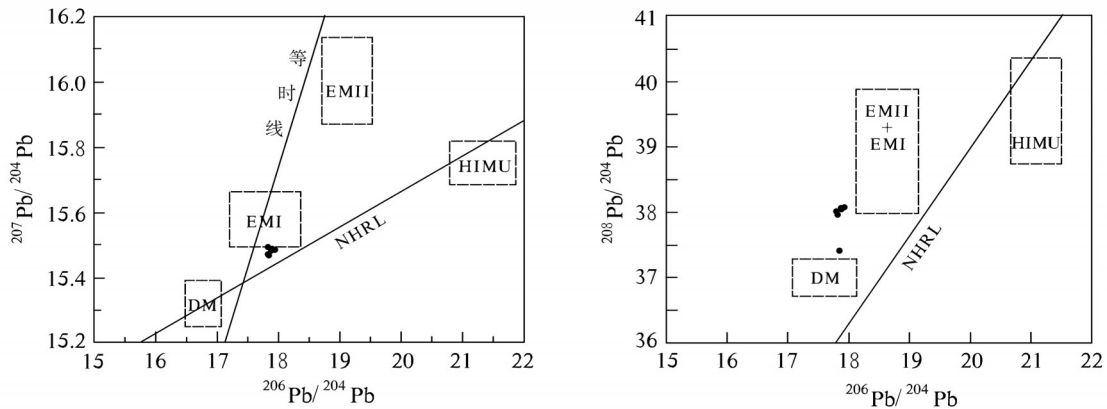 16.2
16.0
15.8
15.6
15.4
15.2
²⁰⁷Pb/²⁰⁴Pb
等时线
EMII
HIMU
EMI
NHRL
DM
15 16 17 18 19 20 21 22
²⁰⁶Pb/²⁰⁴Pb
41
40
39
38
37
36
²⁰⁸Pb/²⁰⁴Pb
EMII
+
EMI
HIMU
NHRL
DM
15 16 17 18 19 20 21 22
²⁰⁶Pb/²⁰⁴Pb